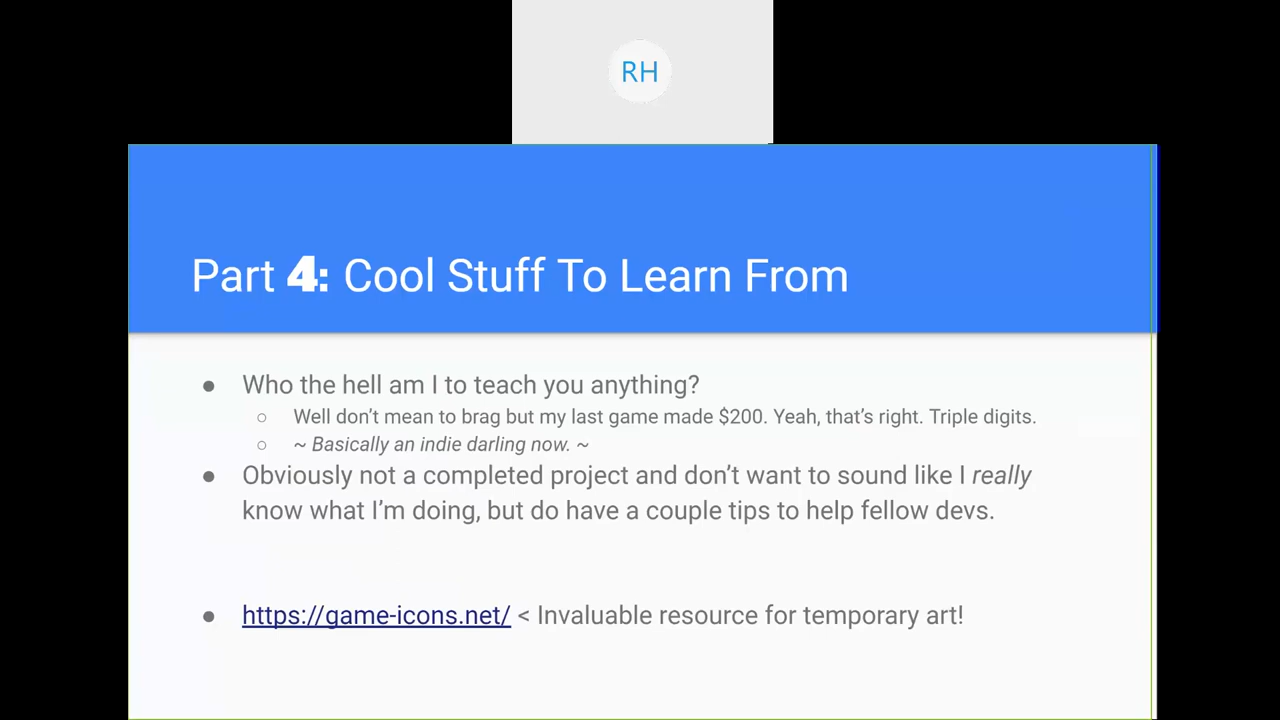 RH
Part 4: Cool Stuff To Learn From
● Who the hell am I to teach you anything?
○ Well don’t mean to brag but my last game made $200. Yeah, that’s right. Triple digits.
○ ~ Basically an indie darling now. ~
● Obviously not a completed project and don’t want to sound like I really
know what I’m doing, but do have a couple tips to help fellow devs.
● https://game-icons.net/ < Invaluable resource for temporary art!